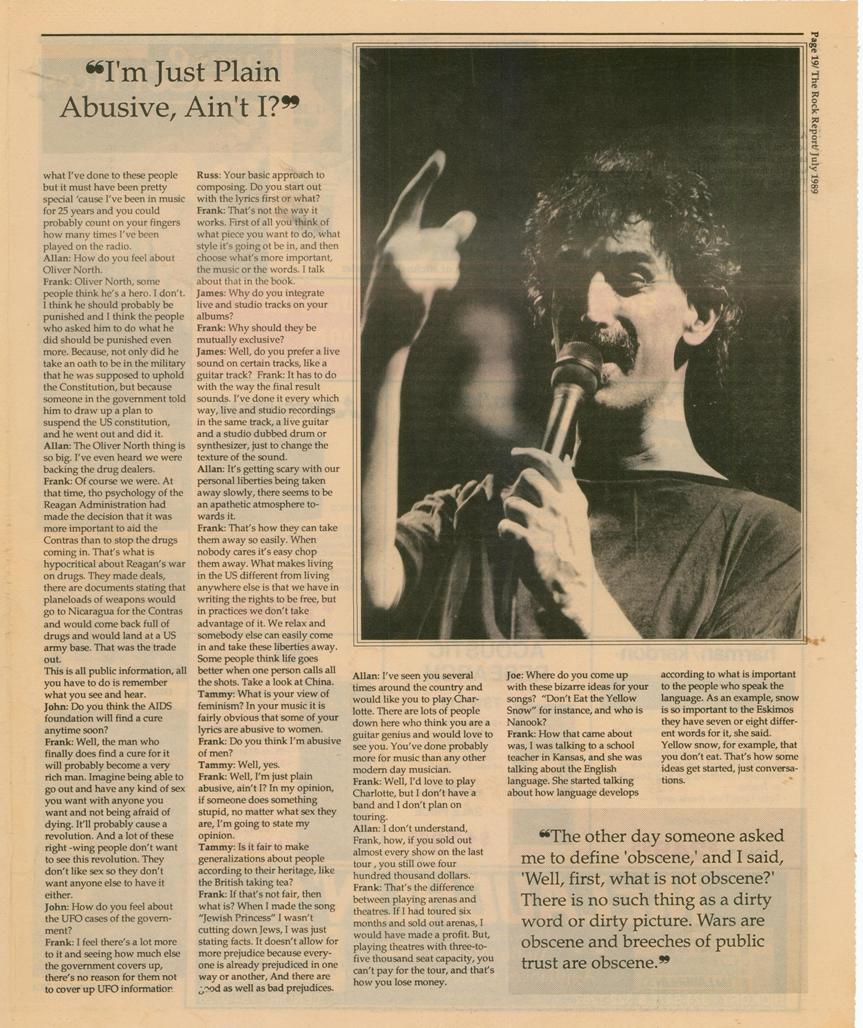 “I'm Just Plain
Abusive, Ain't I?”
Page 19/ The Rock Report/ July 1989
what I've done to these people
but it must have been pretty
special 'cause I've been in music
for 25 years and you could
probably count on your fingers
how many times I've been
played on the radio.
Allan: How do you feel about
Oliver North.
Frank: Oliver North, some
people think he's a hero. I don't.
I think he should probably be
punished and I think the people
who asked him to do what he
did should be punished even
more. Because, not only did he
take an oath to be in the military
that he was supposed to uphold
the Constitution, but because
someone in the government told
him to draw up a plan to
suspend the US constitution,
and he went out and did it.
Allan: The Oliver North thing is
so big. I've even heard we were
backing the drug dealers.
Frank: Of course we were. At
that time, tho psychology of the
Reagan Administration had
made the decision that it was
more important to aid the
Contras than to stop the drugs
coming in. That's what is
hypocritical about Reagan's war
on drugs. They made deals,
there are documents stating that
planeloads of weapons would
go to Nicaragua for the Contras
and would come back full of
drugs and would land at a US
army base. That was the trade
out.
This is all public information, all
you have to do is remember
what you see and hear.
John: Do you think the AIDS
foundation will find a cure
anytime soon?
Frank: Well, the man who
finally does find a cure for it
will probably become a very
rich man. Imagine being able to
go out and have any kind of sex
you want with anyone you
want and not being afraid of
dying. It'll probably cause a
revolution. And a lot of these
right -wing people don't want
to see this revolution. They
don't like sex so they don't
want anyone else to have it
either.
John: How do you feel about
the UFO cases of the govern-
ment?
Frank: I feel there's a lot more
to it and seeing how much else
the government covers up,
there's no reason for them not
to cover up UFO information
Russ: Your basic approach to
composing. Do you start out
with the lyrics first or what?
Frank: That's not the way it
works. First of all you think of
what piece you want to do, what
style it's going ot be in, and then
choose what's more important,
the music or the words. I talk
about that in the book.
James: Why do you integrate
live and studio tracks on your
albums?
Frank: Why should they be
mutually exclusive?
James: Well, do you prefer a live
sound on certain tracks, like a
guitar track? Frank: It has to do
with the way the final result
sounds. I've done it every which
way, live and studio recordings
in the same track, a live guitar
and a studio dubbed drum or
synthesizer, just to change the
texture of the sound.
Allan: It's getting scary with our
personal liberties being taken
away slowly, there seems to be
an apathetic atmosphere to-
wards it.
Frank: That's how they can take
them away so easily. When
nobody cares it's easy chop
them away. What makes living
in the US different from living
anywhere else is that we have in
writing the rights to be free, but
in practices we don't take
advantage of it. We relax and
somebody else can easily come
in and take these liberties away.
Some people think life goes
better when one person calls all
the shots. Take a look at China.
Tammy: What is your view of
feminism? In your music it is
fairly obvious that some of your
lyrics are abusive to women.
Frank: Do you think I'm abusive
of men?
Tammy: Well, yes.
Frank: Well, I'm just plain
abusive, ain't I? In my opinion,
if someone does something
stupid, no matter what sex they
are, I'm going to state my
opinion.
Tammy: Is it fair to make
generalizations about people
according to their heritage, like
the British taking tea?
Frank: If that's not fair, then
what is? When I made the song
"Jewish Princess" I wasn't
cutting down Jews, I was just
stating facts. It doesn't allow for
more prejudice because every-
one is already prejudiced in one
way or another, And there are
good as well as bad prejudices.
Allan: I've seen you several
times around the country and
would like you to play Char-
lotte. There are lots of people
down here who think you are a
guitar genius and would love to
see you. You've done probably
more for music than any other
modern day musician.
Frank: Well, I'd love to play
Charlotte, but I don't have a
band and I don't plan on
touring.
Allan: I don't understand,
Frank, how, if you sold out
almost every show on the last
tour , you still owe four
hundred thousand dollars.
Frank: That's the difference
between playing arenas and
theatres. If I had toured six
months and sold out arenas, I
would have made a profit. But,
playing theatres with three-to-
five thousand seat capacity, you
can't pay for the tour, and that's
how you lose money.
Joe: Where do you come up
with these bizarre ideas for your
songs? "Don't Eat the Yellow
Snow" for instance, and who is
Nanook?
Frank: How that came about
was, I was talking to a school
teacher in Kansas, and she was
talking about the English
language. She started talking
about how language develops
according to what is important
to the people who speak the
language. As an example, snow
is so important to the Eskimos
they have seven or eight differ-
ent words for it, she said.
Yellow snow, for example, that
you don't eat. That's how some
ideas get started, just conversa-
tions.
“The other day someone asked
me to define 'obscene,' and I said,
'Well, first, what is not obscene?'
There is no such thing as a dirty
word or dirty picture. Wars are
obscene and breeches of public
trust are obscene.”